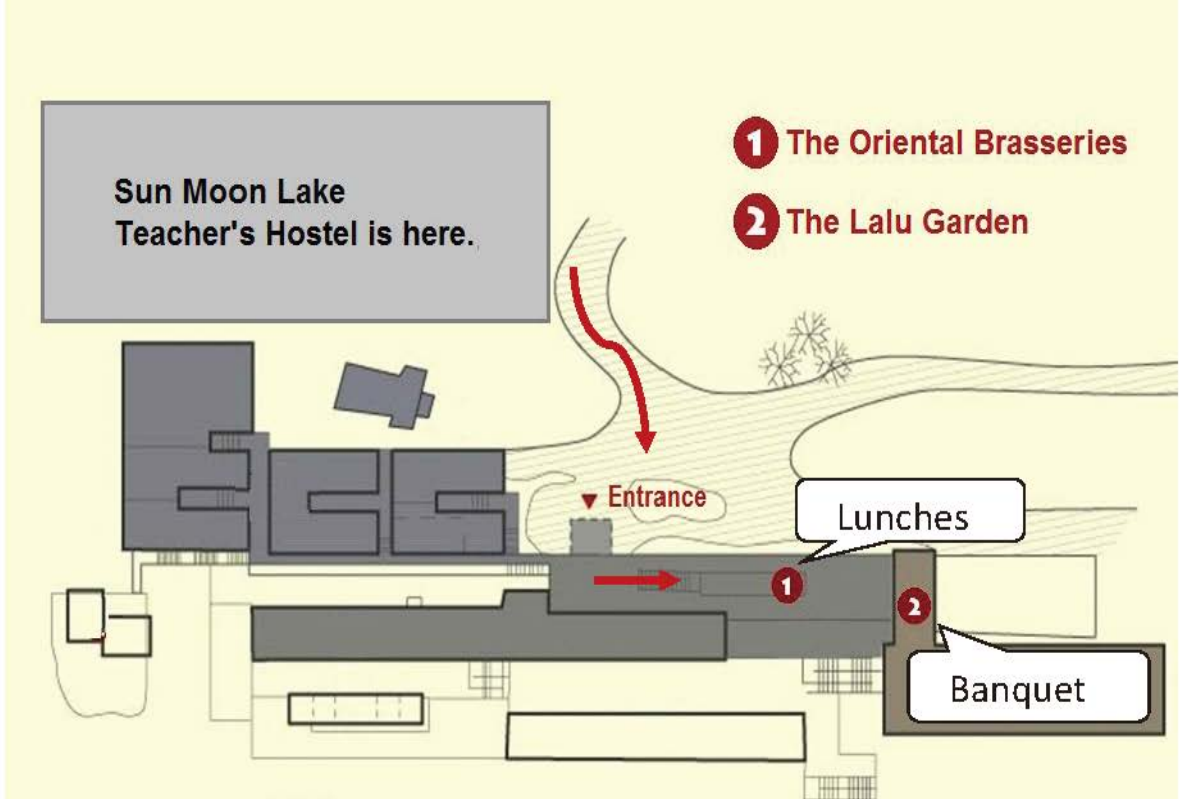 Sun Moon Lake
Teacher's Hostel is here.
1 The Oriental Brasseries
2 The Lalu Garden
Entrance
Lunches
1
2
Banquet